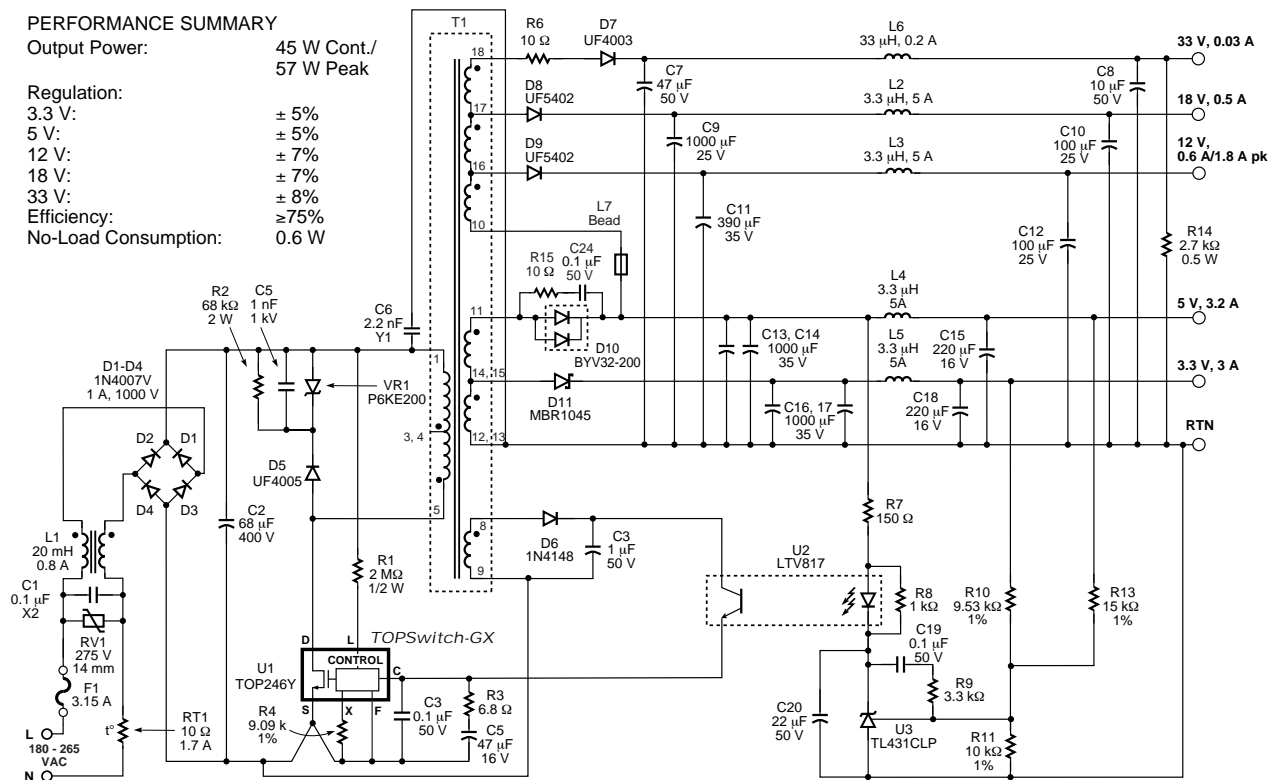 PERFORMANCE SUMMARY
Output Power: 45 W Cont./
57 W Peak
Regulation:
3.3 V: ± 5%
5 V: ± 5%
12 V: ± 7%
18 V: ± 7%
33 V: ± 8%
Efficiency: ≥75%
No-Load Consumption: 0.6 W
T1
R6
10 Ω
D7
UF4003
L6
33 μH, 0.2 A
33 V, 0.03 A
18
C7
47 μF
50 V
C8
10 μF
50 V
D8
UF5402
L2
3.3 μH, 5 A
18 V, 0.5 A
17
C9
1000 μF
25 V
C10
100 μF
25 V
D9
UF5402
L3
3.3 μH, 5 A
12 V,
0.6 A/1.8 A pk
16
C11
390 μF
35 V
L7
Bead
10
C12
100 μF
25 V
R14
2.7 kΩ
0.5 W
R15
10 Ω
C24
0.1 μF
50 V
L4
3.3 μH
5A
5 V, 3.2 A
11
D10
BYV32-200
C13, C14
1000 μF
35 V
L5
3.3 μH
5A
C15
220 μF
16 V
3.3 V, 3 A
14, 15
D11
MBR1045
C16, 17
1000 μF
35 V
C18
220 μF
16 V
12, 13
RTN
R2
68 kΩ
2 W
C5
1 nF
1 kV
C6
2.2 nF
Y1
1
D1-D4
1N4007V
1 A, 1000 V
VR1
P6KE200
3, 4
D2
D1
D4
D3
D5
UF4005
5
C2
68 μF
400 V
L1
20 mH
0.8 A
C1
0.1 μF
X2
RV1
275 V
14 mm
F1
3.15 A
L
180 - 265
VAC
N
t°
RT1
10 Ω
1.7 A
R1
2 MΩ
1/2 W
8
D6
1N4148
C3
1 μF
50 V
9
R7
150 Ω
U2
LTV817
R8
1 kΩ
R10
9.53 kΩ
1%
R13
15 kΩ
1%
TOPSwitch-GX
D
L
CONTROL
C
U1
TOP246Y
S
X
F
R4
9.09 k
1%
C3
0.1 μF
50 V
R3
6.8 Ω
C5
47 μF
16 V
C19
0.1 μF
50 V
R9
3.3 kΩ
C20
22 μF
50 V
U3
TL431CLP
R11
10 kΩ
1%